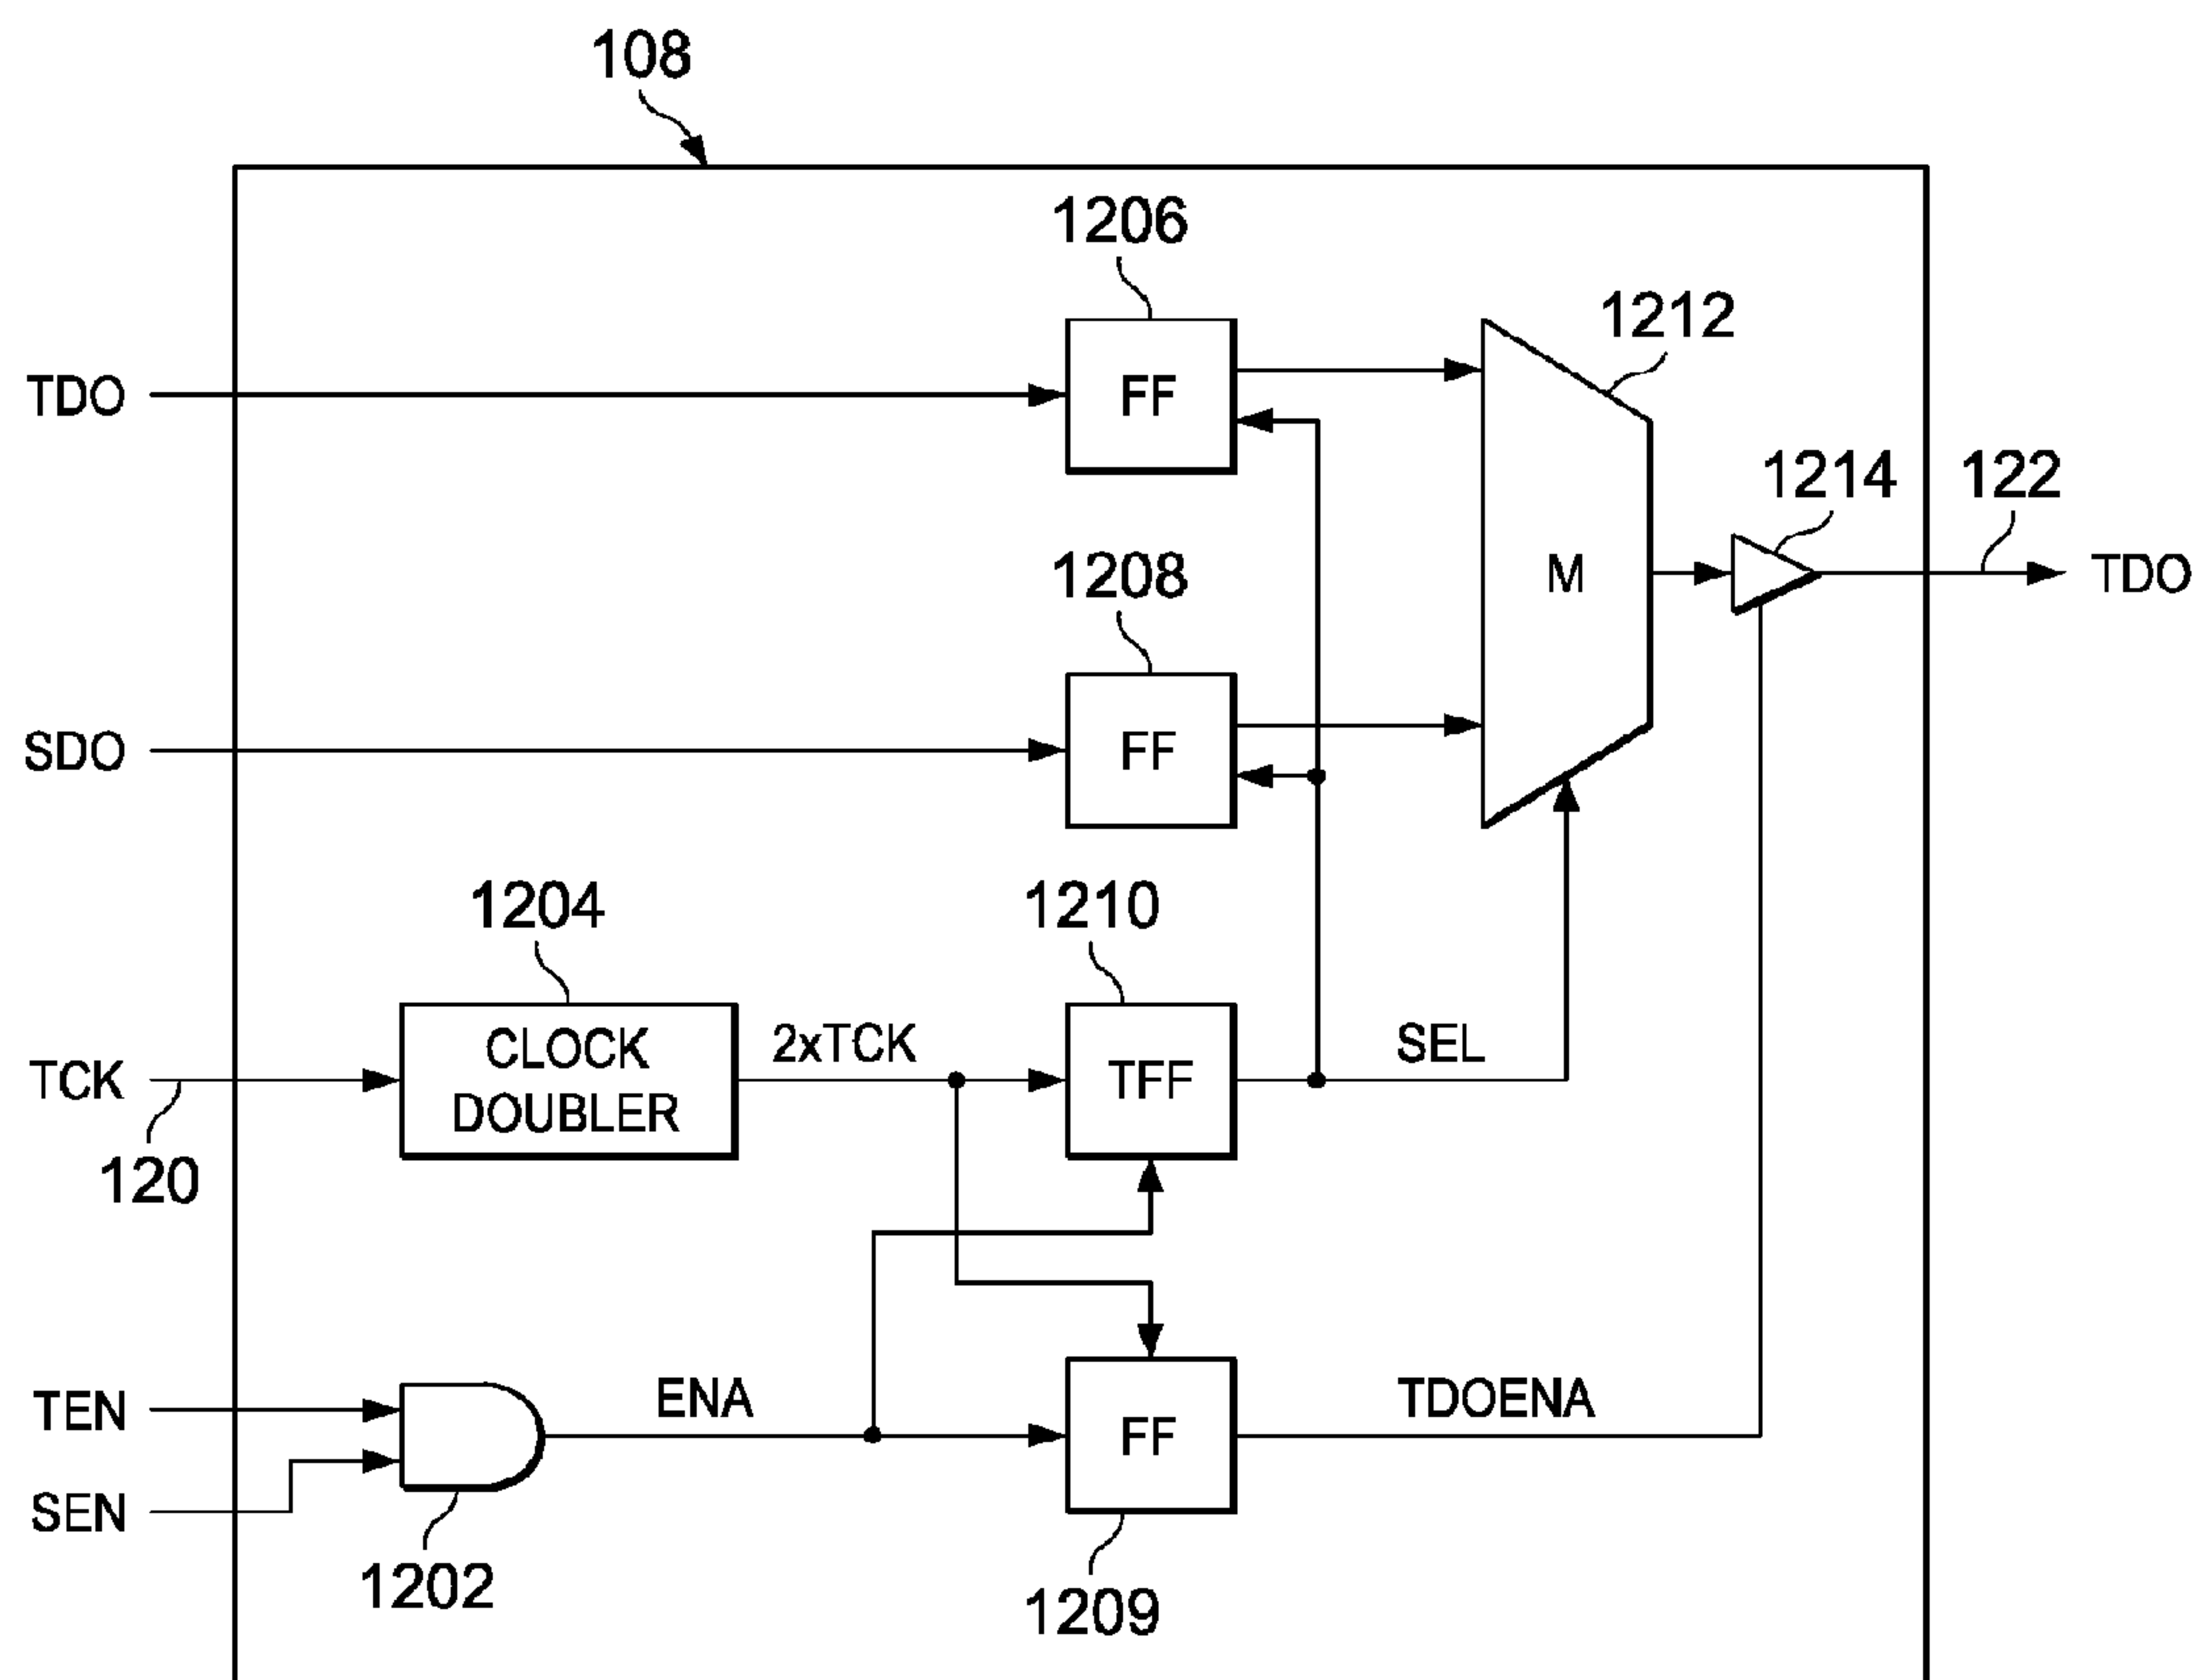 108
1206
1212
TDO
FF
1214
122
1208
M
TDO
SDO
FF
1204
1210
TCK
CLOCK
DOUBLER
2xTCK
TFF
SEL
120
TEN
ENA
FF
TDOENA
SEN
1202
1209